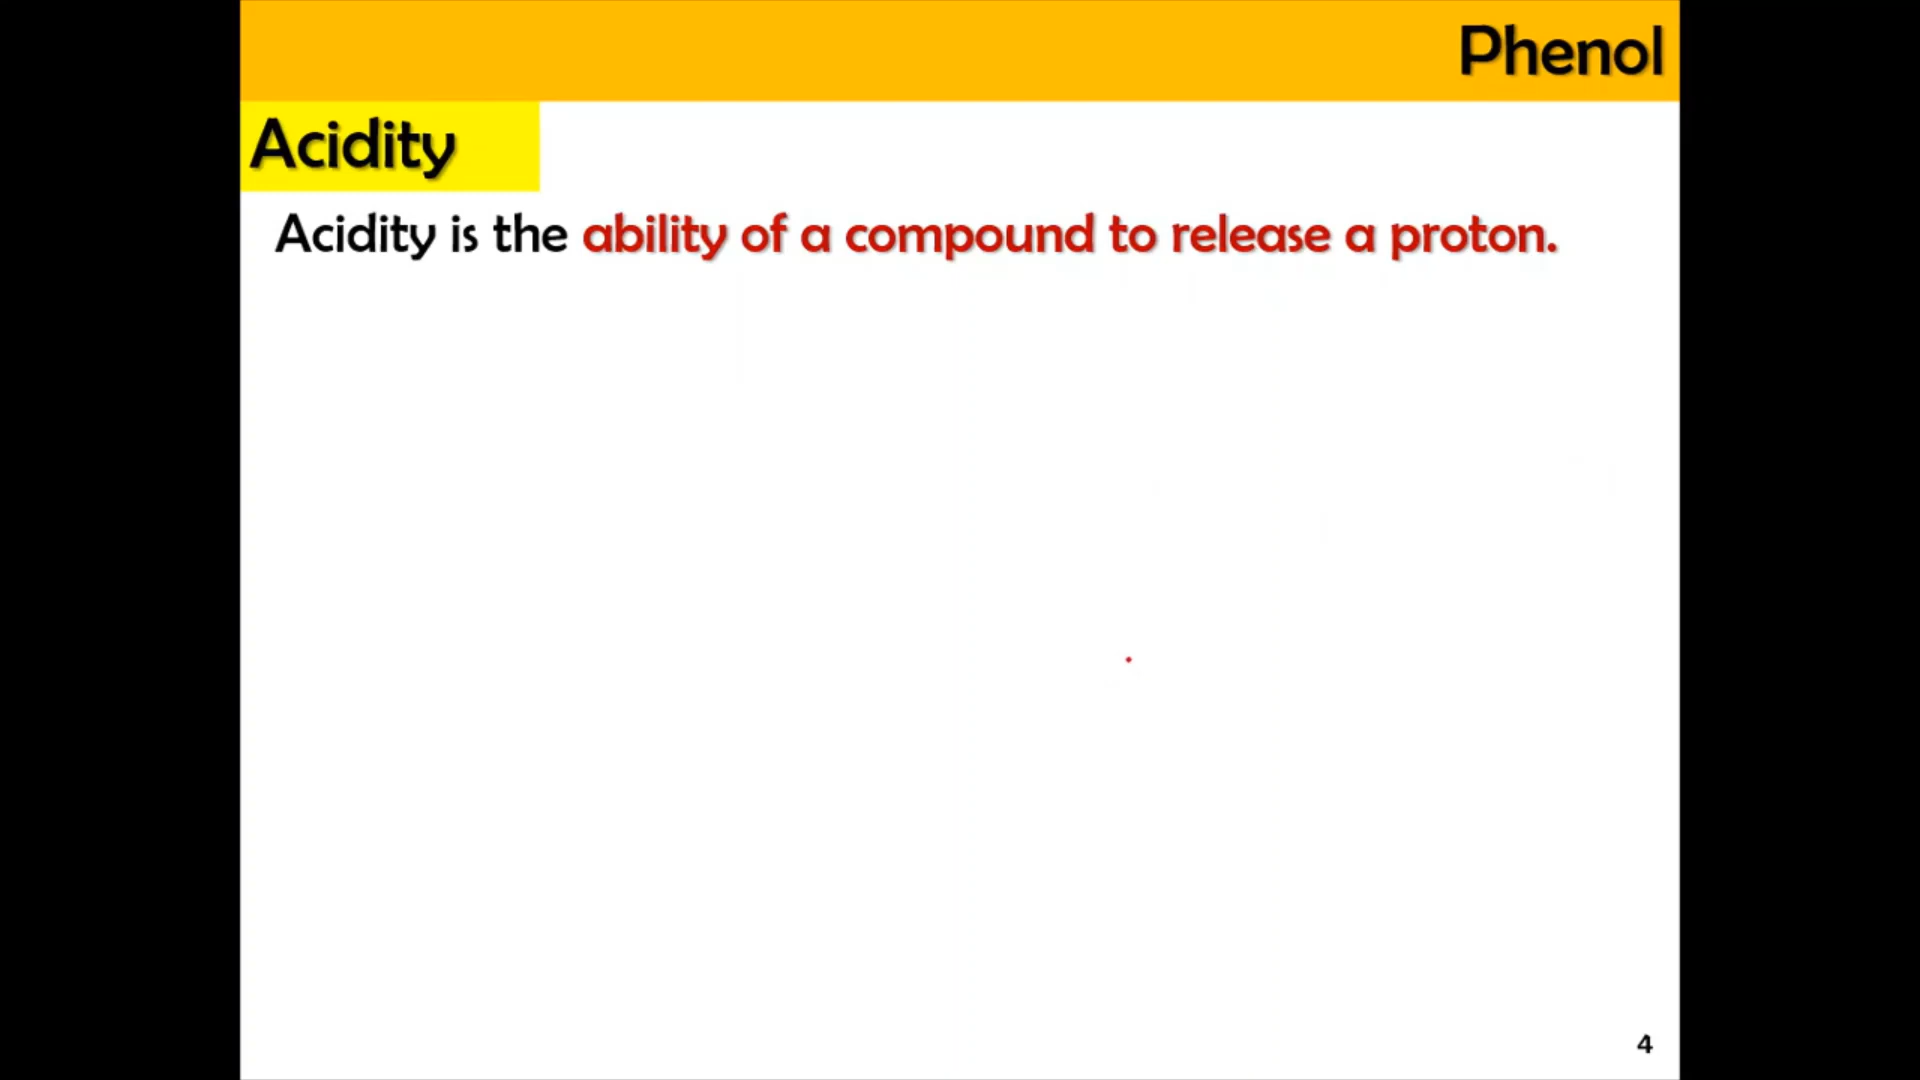 Phenol
Acidity
Acidity is the ability of a compound to release a proton.
4